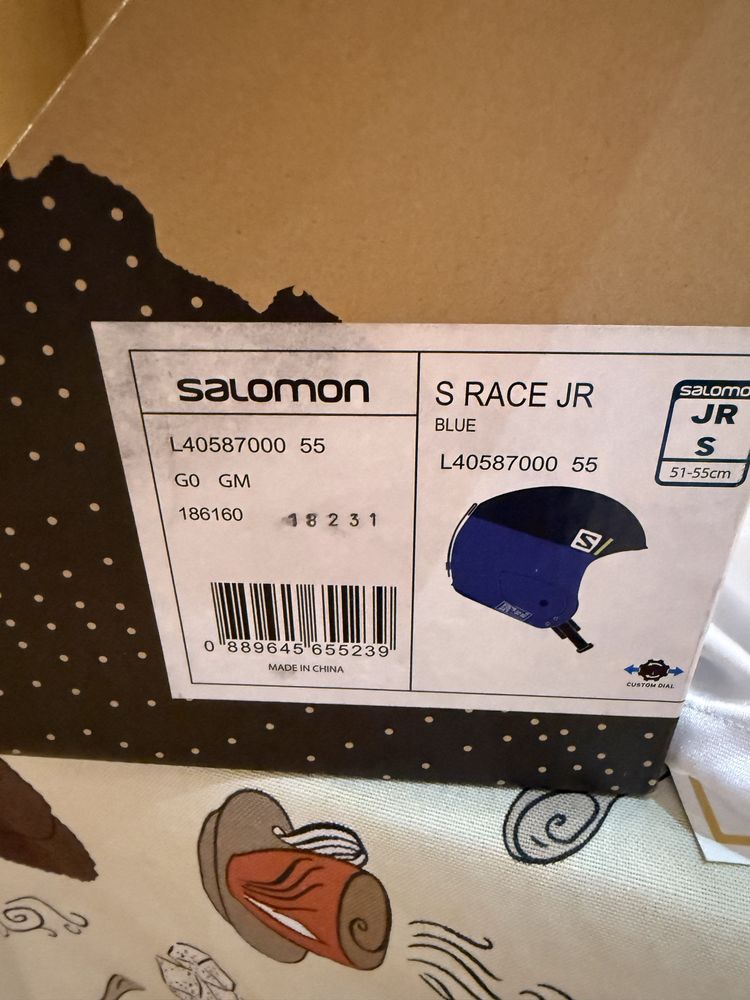 salomon
L40587000 55
G0 GM
186160 18231
0 889645 655239
MADE IN CHINA
S RACE JR
BLUE
L40587000 55
S
CUSTOM DIAL
salomo
JR
S
51-55cm